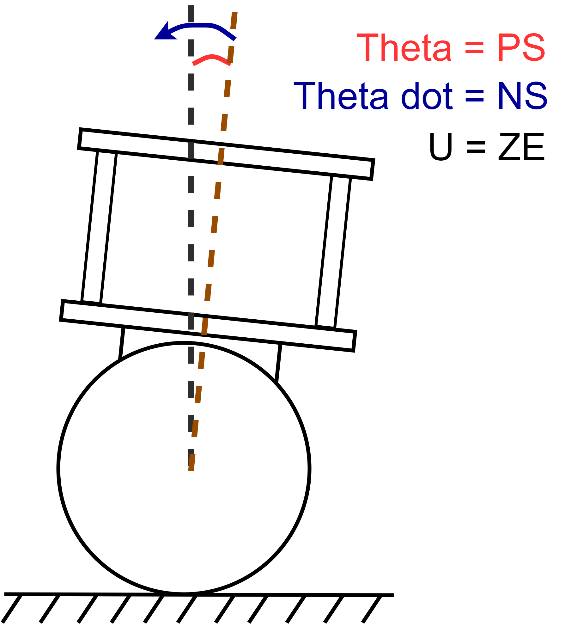 Theta = PS
Theta dot = NS
U = ZE